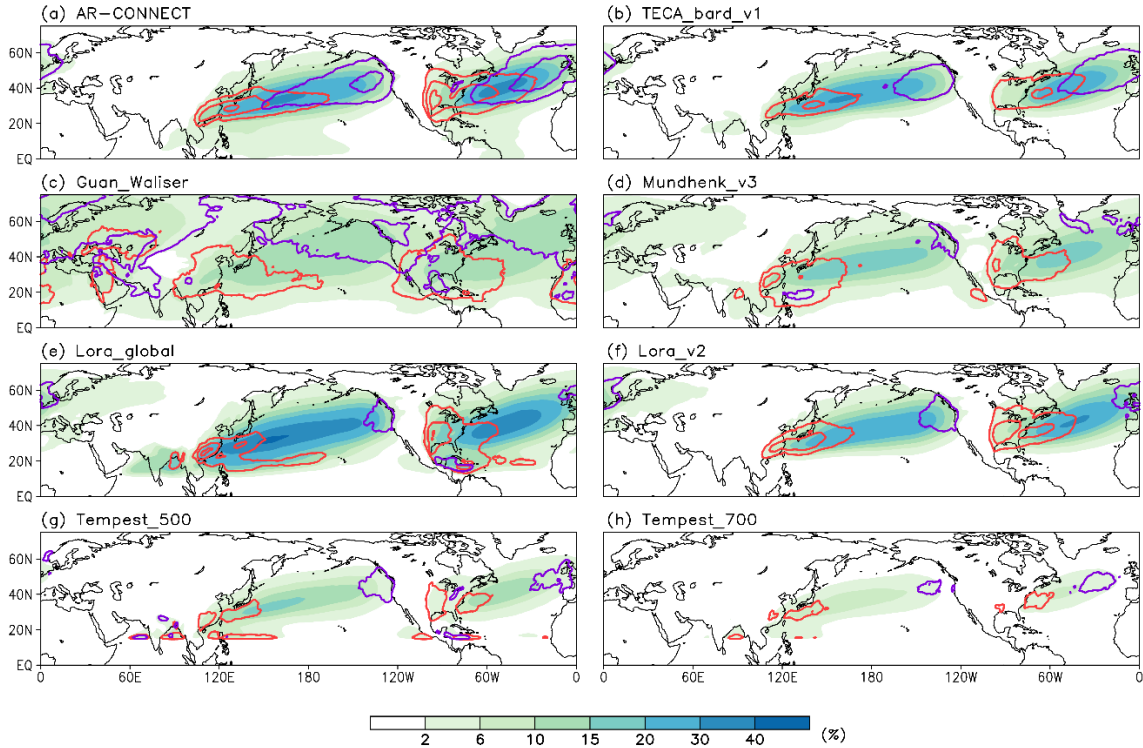 (a) AR-CONNECT
(b) TECA_bard_v1
60N
40N
20N
EQ
(c) Guan_Waliser
(d) Mundhenk_v3
60N
40N
20N
EQ
(e) Lora_global
(f) Lora_v2
60N
40N
20N
EQ
(g) Tempest_500
(h) Tempest_700
60N
40N
20N
EQ
0 60E 120E 180 120W 60W 0
60E 120E 180 120W 60W 0
2 6 10 15 20 30 40 (%)